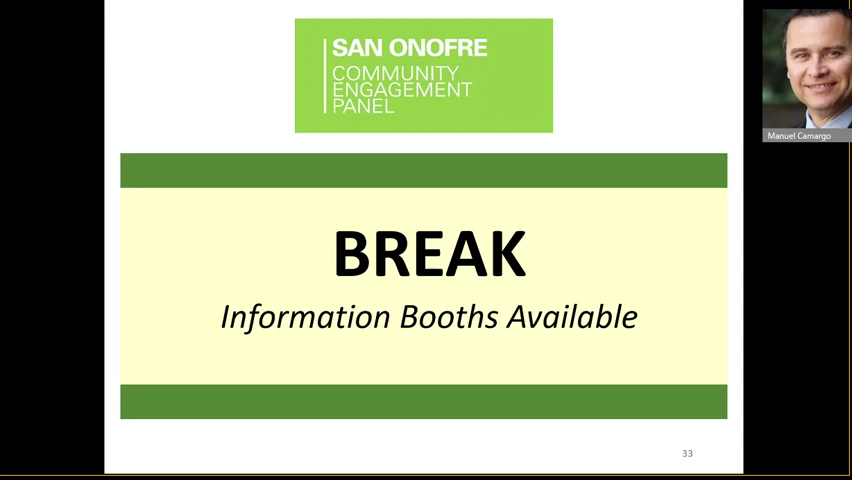 SAN ONOFRE
COMMUNITY
ENGAGEMENT
PANEL
Manuel Camargo
BREAK
Information Booths Available
33